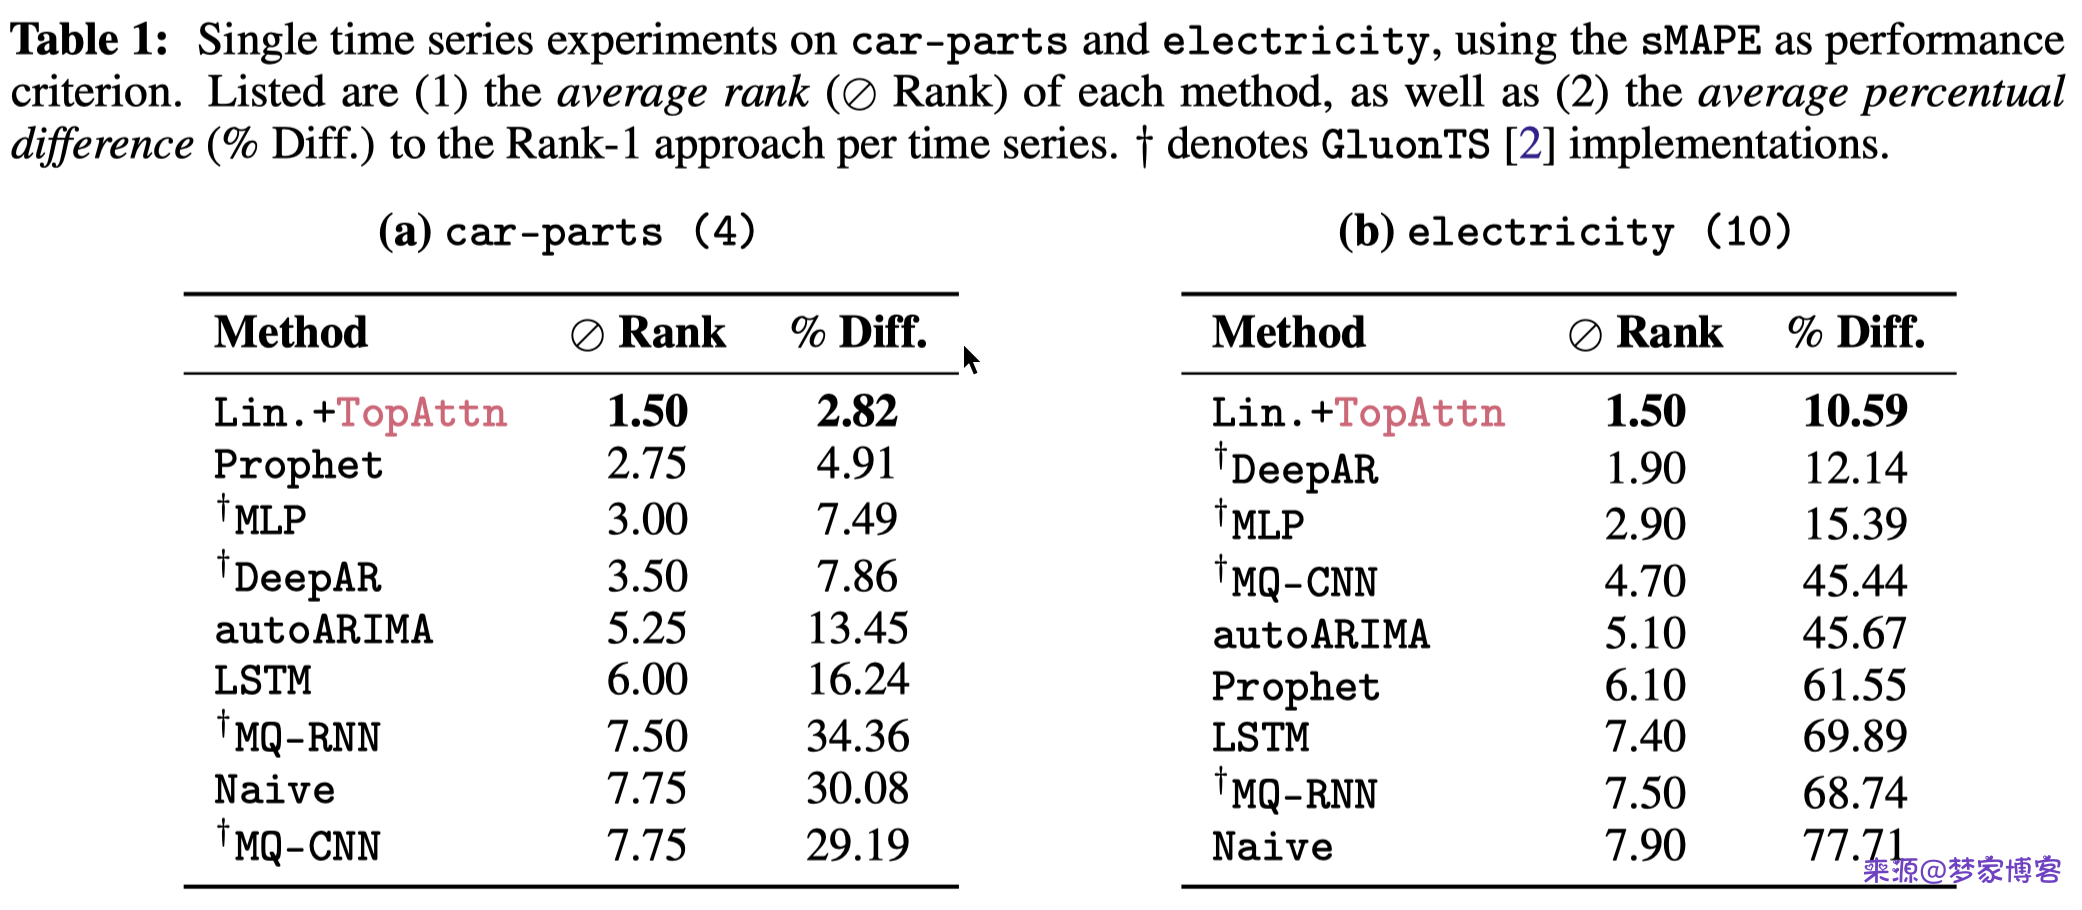 Table 1: Single time series experiments on car-parts and electricity, using the sMAPE as performance
criterion. Listed are (1) the average rank (∅ Rank) of each method, as well as (2) the average percentual
difference (% Diff.) to the Rank-1 approach per time series. † denotes GluonTS [2] implementations.
(a) car-parts (4)
Method ∅ Rank % Diff.
Lin.+TopAttn 1.50 2.82
Prophet 2.75 4.91
†MLP 3.00 7.49
†DeepAR 3.50 7.86
autoARIMA 5.25 13.45
LSTM 6.00 16.24
†MQ-RNN 7.50 34.36
Naive 7.75 30.08
†MQ-CNN 7.75 29.19
(b) electricity (10)
Method ∅ Rank % Diff.
Lin.+TopAttn 1.50 10.59
†DeepAR 1.90 12.14
†MLP 2.90 15.39
†MQ-CNN 4.70 45.44
autoARIMA 5.10 45.67
Prophet 6.10 61.55
LSTM 7.40 69.89
†MQ-RNN 7.50 68.74
Naive 7.90 77.71
来源@梦家博客